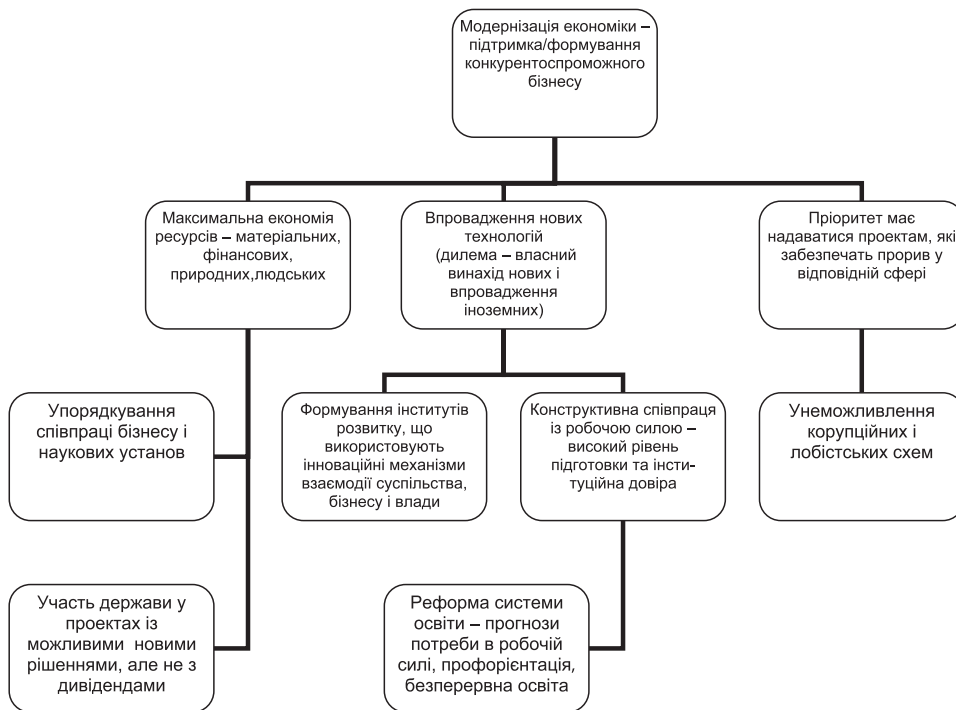 Модернізація економіки –
підтримка/формування
конкурентоспроможного
бізнесу
Максимальна економія
ресурсів – матеріальних,
фінансових,
природних,людських
Впровадження нових
технологій
(дилема – власний
винахід нових і
впровадження
іноземних)
Пріоритет має
надаватися проектам, які
забезпечать прорив у
відповідній сфері
Упорядкування
співпраці бізнесу і
наукових установ
Формування інститутів
розвитку, що
використовують
інноваційні механізми
взаємодії суспільства,
бізнесу і влади
Конструктивна співпраця
із робочою силою –
високий рівень
підготовки та інсти-
туційна довіра
Унеможливлення
корупційних і
лобістських схем
Участь держави у
проектах із
можливими новими
рішеннями, але не з
дивідендами
Реформа системи
освіти – прогнози
потреби в робочій
силі, профорієнтація,
безперервна освіта